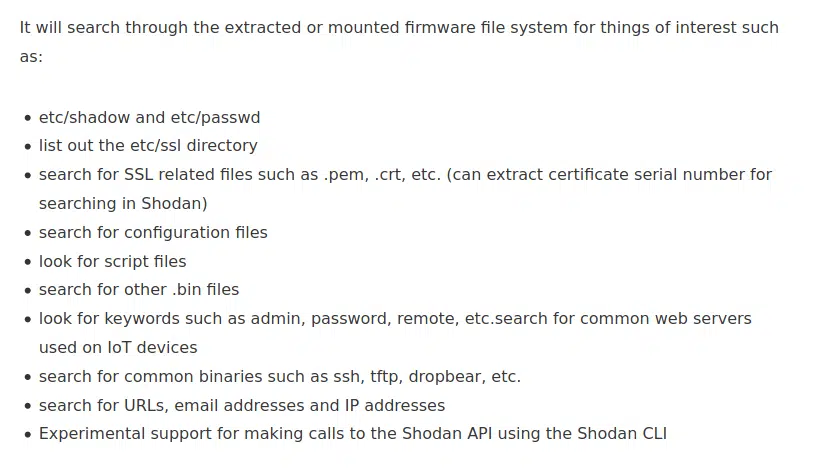 It will search through the extracted or mounted firmware file system for things of interest such
as:
• etc/shadow and etc/passwd
• list out the etc/ssl directory
• search for SSL related files such as .pem, .crt, etc. (can extract certificate serial number for
searching in Shodan)
• search for configuration files
• look for script files
• search for other .bin files
• look for keywords such as admin, password, remote, etc.search for common web servers
used on IoT devices
• search for common binaries such as ssh, tftp, dropbear, etc.
• search for URLs, email addresses and IP addresses
• Experimental support for making calls to the Shodan API using the Shodan CLI